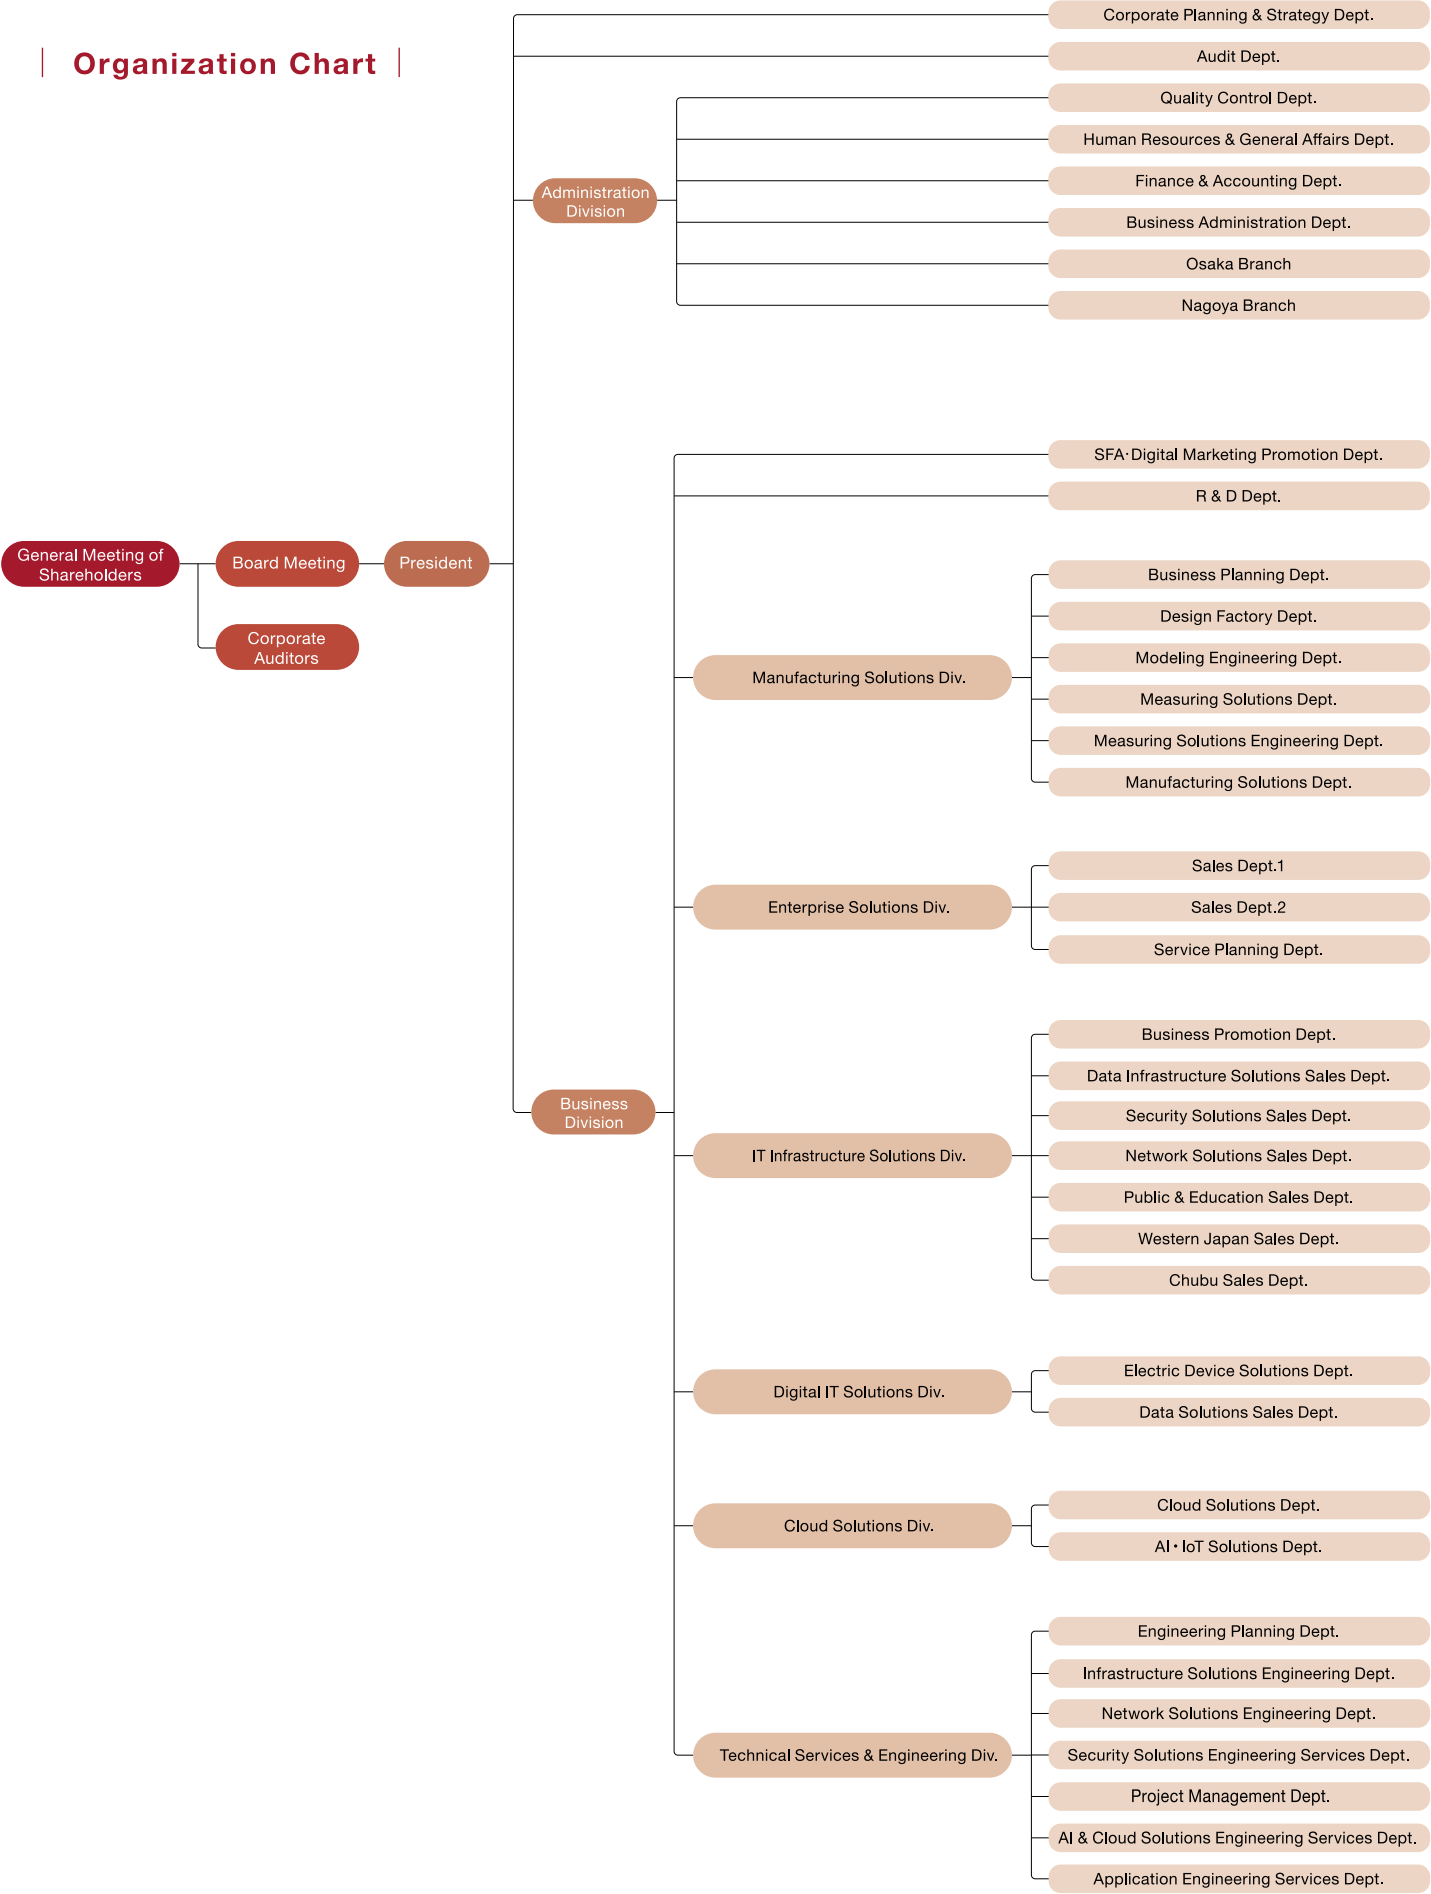 Organization Chart
Corporate Planning & Strategy Dept.
Audit Dept.
Quality Control Dept.
Human Resources & General Affairs Dept.
Finance & Accounting Dept.
Business Administration Dept.
Osaka Branch
Nagoya Branch
Administration
Division
SFA・Digital Marketing Promotion Dept.
R & D Dept.
General Meeting of
Shareholders
Board Meeting
President
Corporate
Auditors
Business Planning Dept.
Design Factory Dept.
Modeling Engineering Dept.
Measuring Solutions Dept.
Measuring Solutions Engineering Dept.
Manufacturing Solutions Dept.
Manufacturing Solutions Div.
Sales Dept.1
Sales Dept.2
Service Planning Dept.
Enterprise Solutions Div.
Business
Division
Business Promotion Dept.
Data Infrastructure Solutions Sales Dept.
Security Solutions Sales Dept.
Network Solutions Sales Dept.
Public & Education Sales Dept.
Western Japan Sales Dept.
Chubu Sales Dept.
IT Infrastructure Solutions Div.
Electric Device Solutions Dept.
Data Solutions Sales Dept.
Digital IT Solutions Div.
Cloud Solutions Dept.
AI・IoT Solutions Dept.
Cloud Solutions Div.
Engineering Planning Dept.
Infrastructure Solutions Engineering Dept.
Network Solutions Engineering Dept.
Security Solutions Engineering Services Dept.
Project Management Dept.
AI & Cloud Solutions Engineering Services Dept.
Application Engineering Services Dept.
Technical Services & Engineering Div.